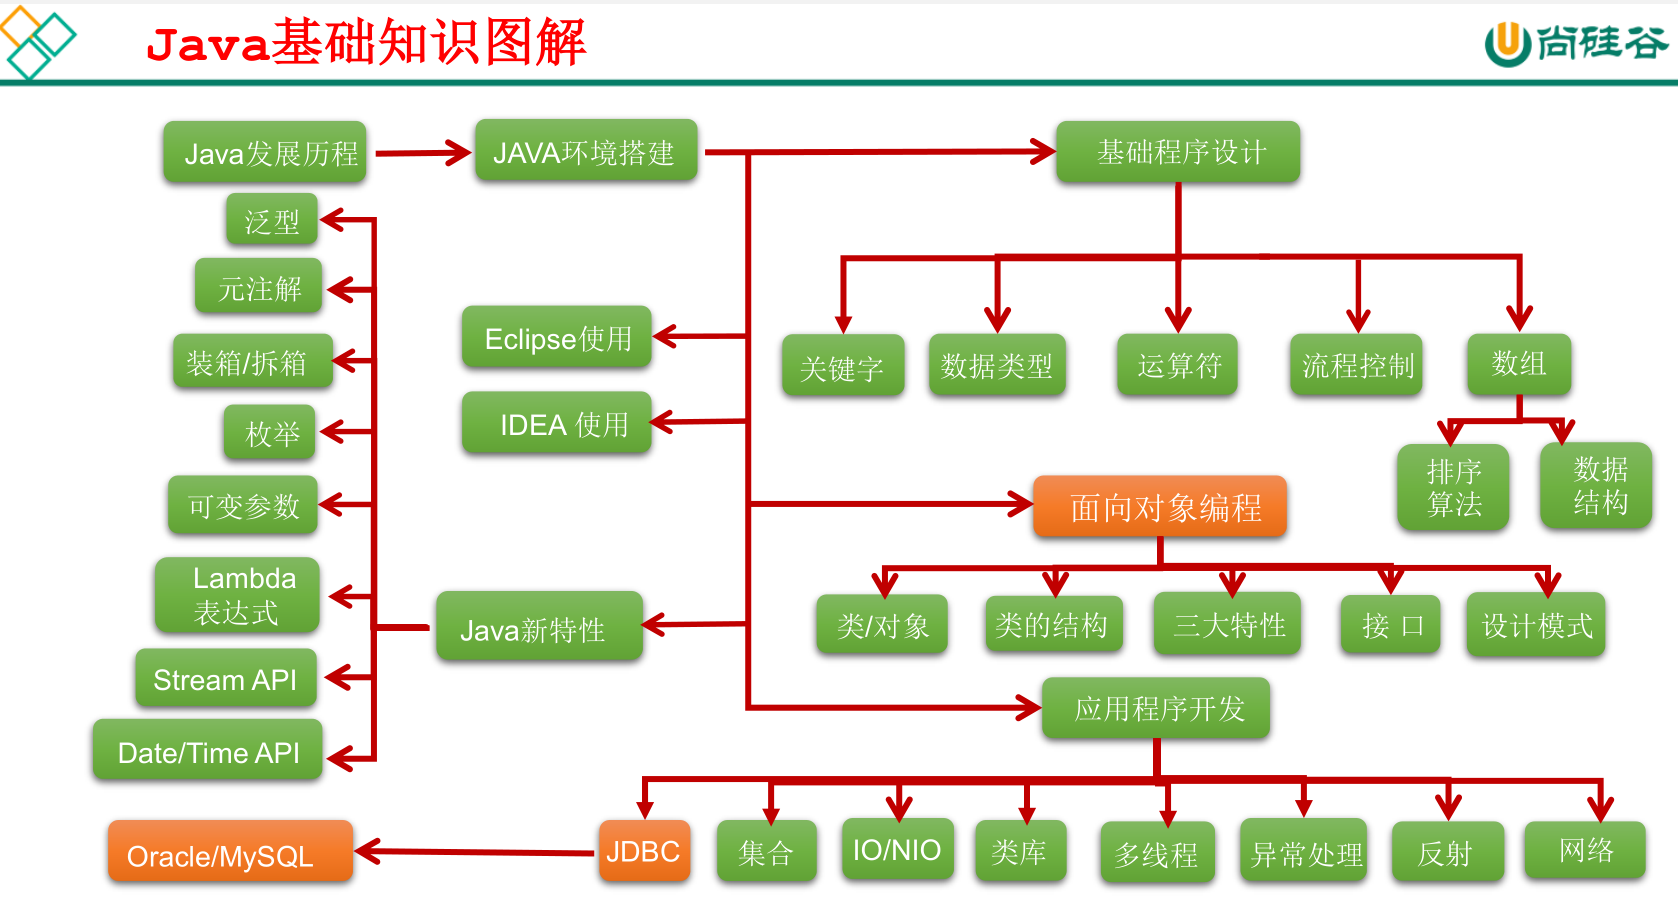 Java基础知识图解
尚硅谷
Java发展历程
JAVA环境搭建
基础程序设计
泛型
元注解
装箱/拆箱
枚举
可变参数
Lambda
表达式
Stream API
Date/Time API
Eclipse使用
IDEA 使用
Java新特性
关键字
数据类型
运算符
流程控制
数组
排序
算法
数据
结构
面向对象编程
类/对象
类的结构
三大特性
接 口
设计模式
应用程序开发
Oracle/MySQL
JDBC
集合
IO/NIO
类库
多线程
异常处理
反射
网络